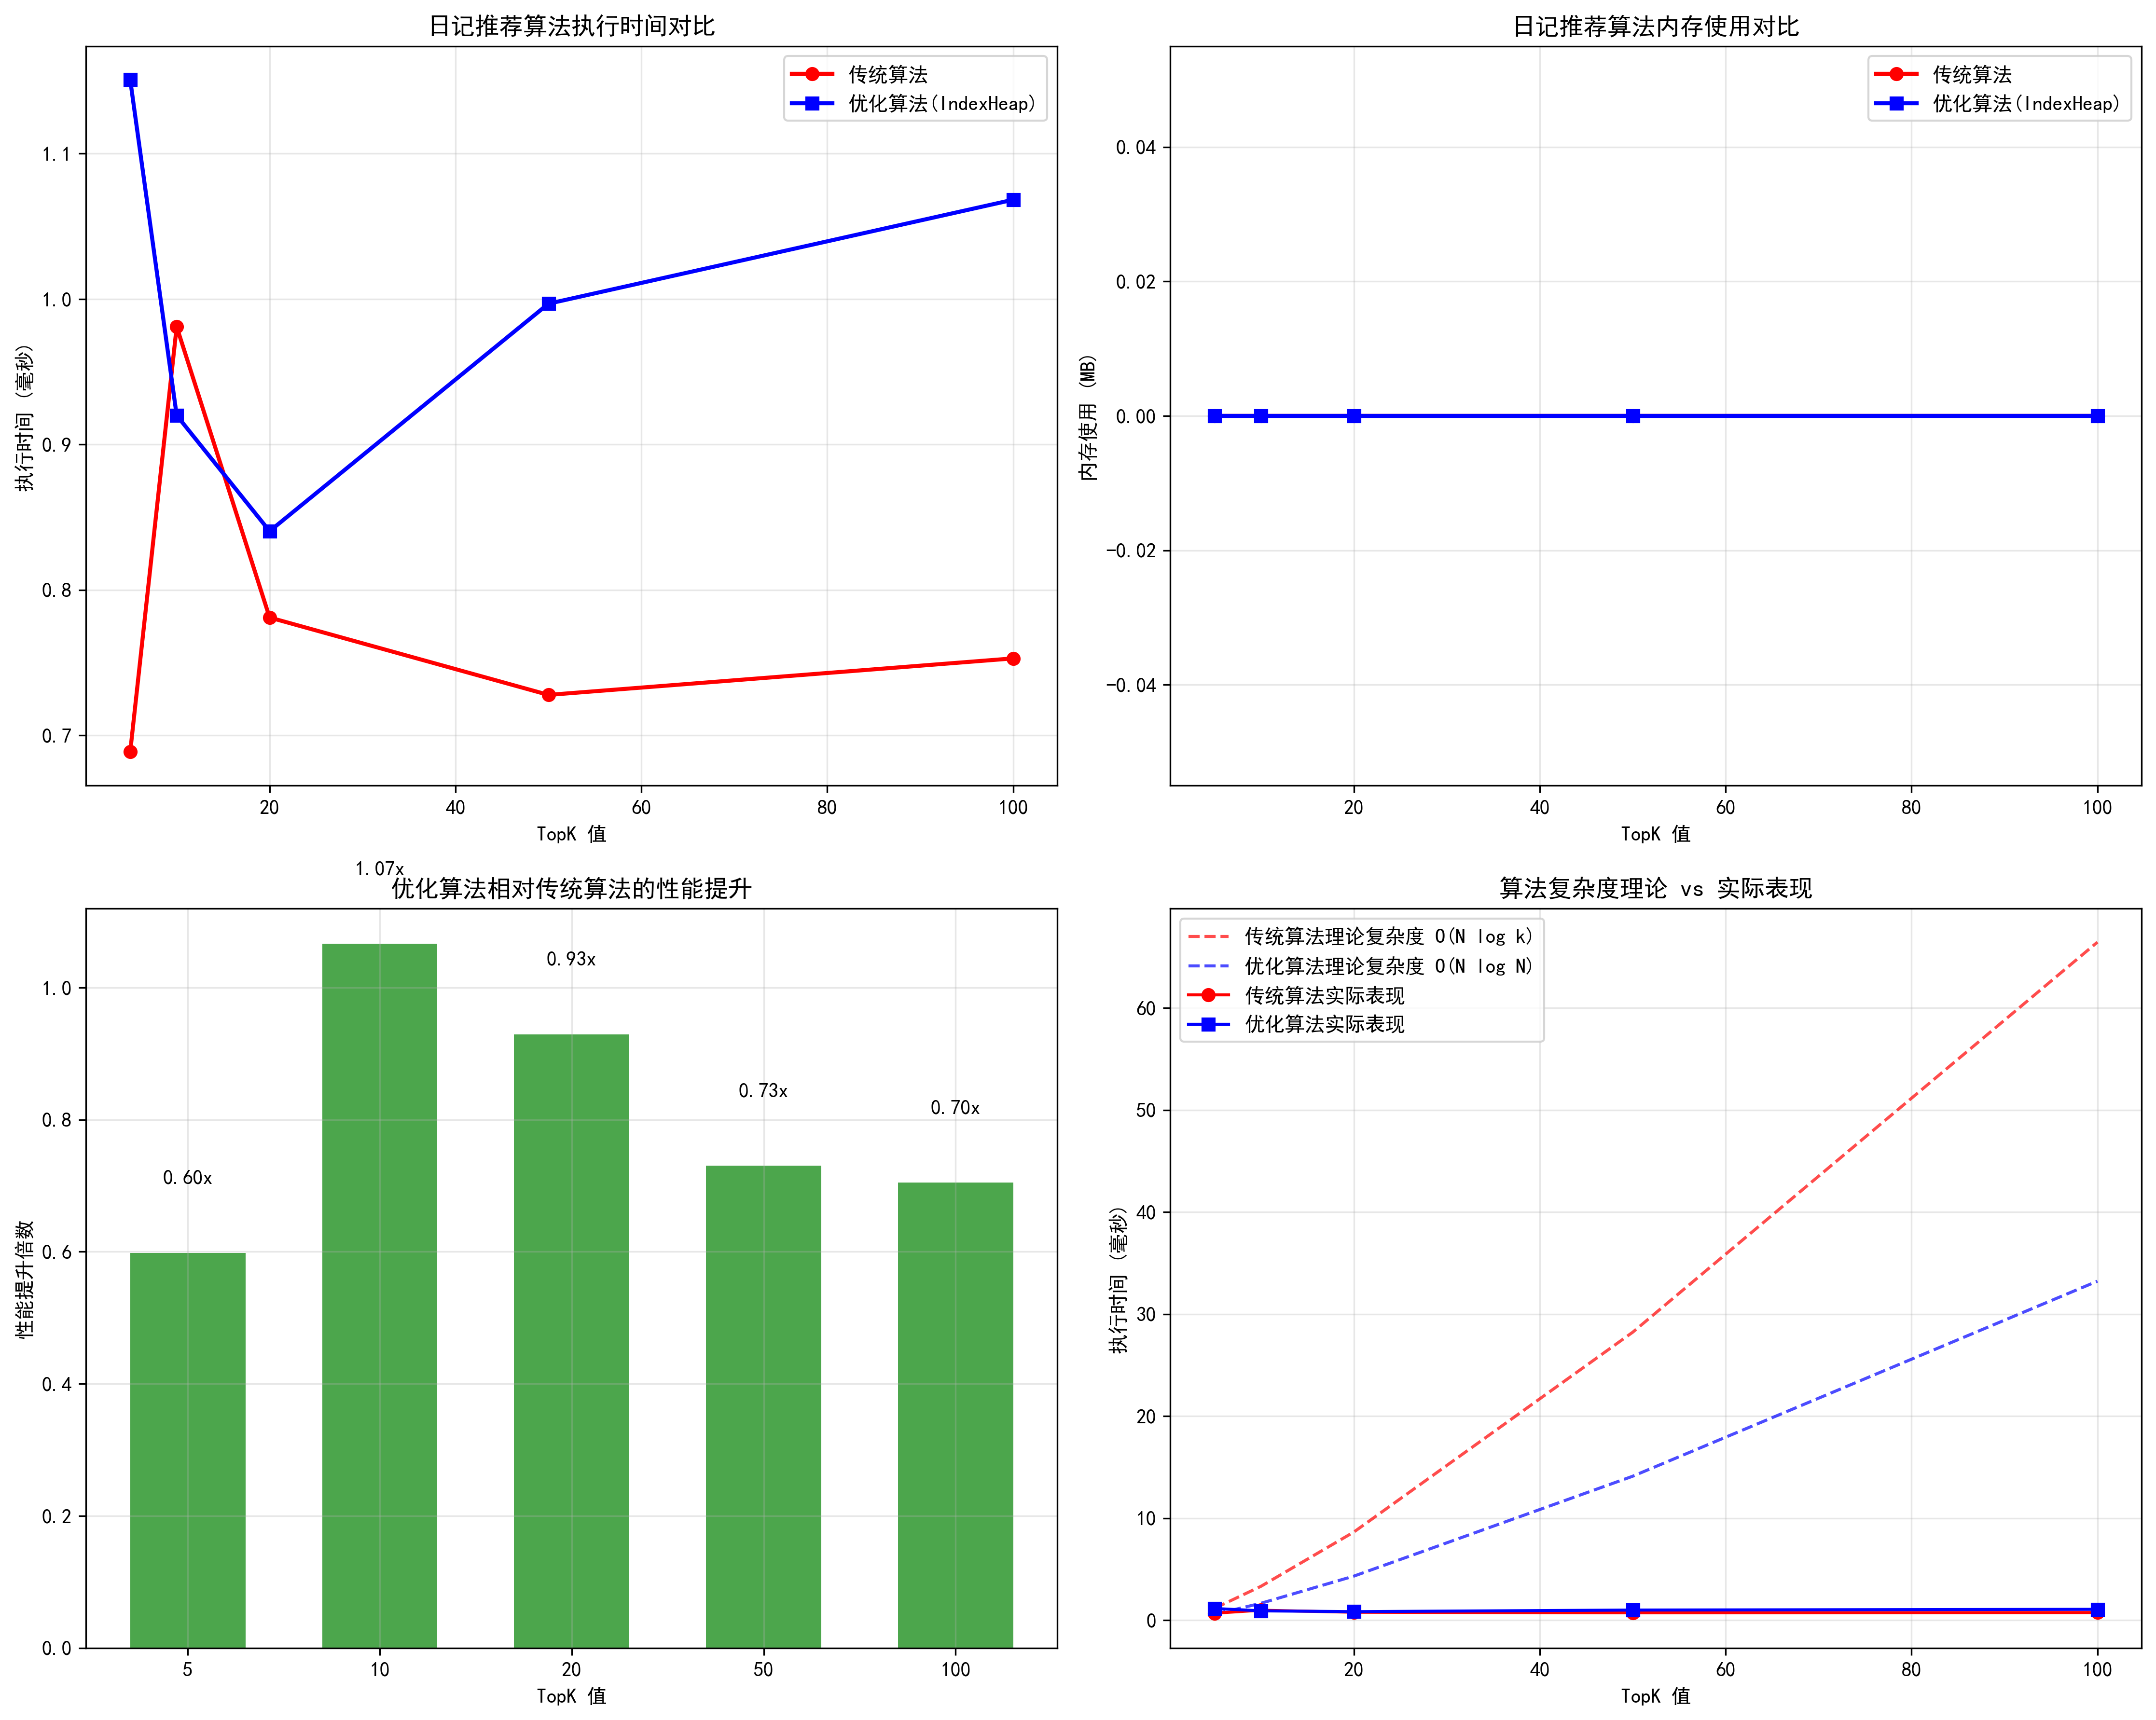 日记推荐算法执行时间对比
传统算法
优化算法(IndexHeap)
执行时间 (毫秒)
1.1
1.0
0.9
0.8
0.7
20 40 60 80 100
TopK 值
日记推荐算法内存使用对比
传统算法
优化算法(IndexHeap)
内存使用 (MB)
0.04
0.02
0.00
-0.02
-0.04
20 40 60 80 100
TopK 值
优化算法相对传统算法的性能提升
1.07x
0.93x
0.73x
0.70x
0.60x
性能提升倍数
1.0
0.8
0.6
0.4
0.2
0.0
5 10 20 50 100
TopK 值
算法复杂度理论 vs 实际表现
传统算法理论复杂度 O(N log k)
优化算法理论复杂度 O(N log N)
传统算法实际表现
优化算法实际表现
执行时间 (毫秒)
60
50
40
30
20
10
0
20 40 60 80 100
TopK 值